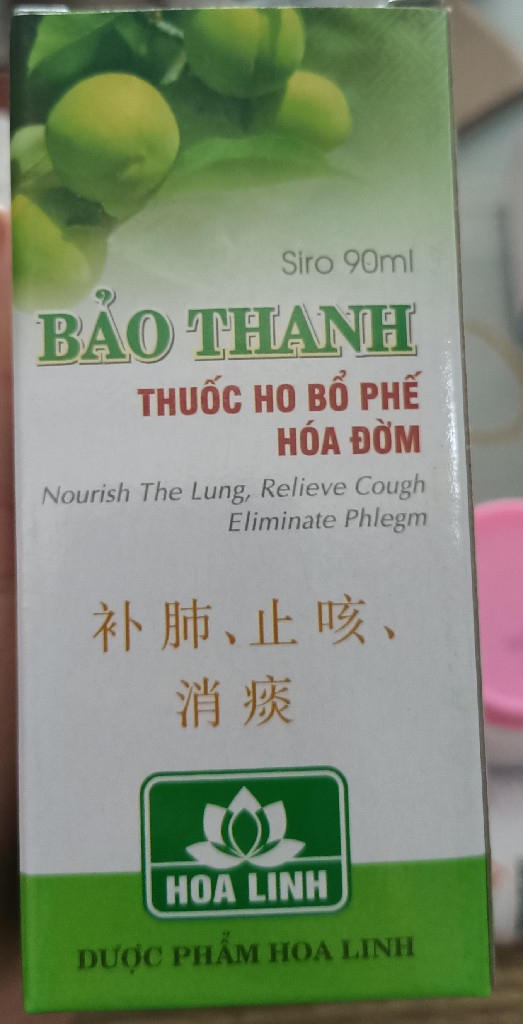 Siro 90ml
BẢO THANH
THUỐC HO BỔ PHẾ
HÓA ĐỜM
Nourish The Lung, Relieve Cough
Eliminate Phlegm
补肺、止咳、
消痰
HOA LINH
DƯỢC PHẨM HOA LINH